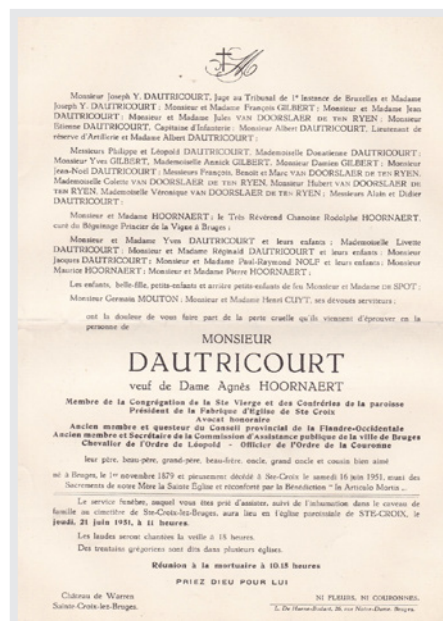 Monsieur Joseph Y. DAUTRICOURT, Juge au Tribunal de 1e Instance de Bruxelles et Madame
Joseph Y. DAUTRICOURT ; Monsieur et Madame François GILBERT ; Monsieur et Madame Jean
DAUTRICOURT ; Monsieur et Madame Jules VAN DOORSLAER DE TEN RYEN ; Monsieur
Etienne DAUTRICOURT, Capitaine d'Infanterie ; Monsieur Albert DAUTRICOURT, Lieutenant de
réserve d'Artillerie et Madame Albert DAUTRICOURT ;
Messieurs Philippe et Léopold DAUTRICOURT, Mademoiselle Donatienne DAUTRICOURT ;
Monsieur Yves GILBERT, Mademoiselle Annick GILBERT, Monsieur Damien GILBERT ; Monsieur
Jean-Noël DAUTRICOURT ; Messieurs François, Benoit et Marc VAN DOORSLAER DE TEN RYEN,
Mademoiselle Colette VAN DOORSLAER DE TEN RYEN, Monsieur Hubert VAN DOORSLAER DE
TEN RYEN, Mademoiselle Véronique VAN DOORSLAER DE TEN RYEN ; Messieurs Alain et Didier
DAUTRICOURT ;
Monsieur et Madame HOORNAERT ; le Très Révérend Chanoine Rodolphe HOORNAERT,
curé du Béguinage Princier de la Vigne à Bruges ;
Monsieur et Madame Yves DAUTRICOURT et leurs enfants ; Mademoiselle Livette
DAUTRICOURT ; Monsieur et Madame Réginald DAUTRICOURT et leurs enfants ; Monsieur
Jacques DAUTRICOURT ; Monsieur et Madame Paul-Raymond NOLF et leurs enfants ; Monsieur
Maurice HOORNAERT ; Monsieur et Madame Pierre HOORNAERT ;
Les enfants, belle-fille, petits-enfants et arrière petits-enfants de feu Monsieur et Madame DE SPOT ;
Monsieur Germain MOUTON ; Monsieur et Madame Henri CUYT, ses dévoués serviteurs ;
ont la douleur de vous faire part de la perte cruelle qu'ils viennent d'éprouver en la
personne de
MONSIEUR
DAUTRICOURT
veuf de Dame Agnès HOORNAERT
Membre de la Congrégation de la Ste Vierge et des Confréries de la paroisse
Président de la Fabrique d'Eglise de Ste Croix
Avocat honoraire
Ancien membre et questeur du Conseil provincial de la Flandre-Occidentale
Ancien membre et Secrétaire de la Commission d'Assistance publique de la ville de Bruges
Chevalier de l'Ordre de Léopold - Officier de l'Ordre de la Couronne
leur père, beau-père, grand-père, beau-frère, oncle, grand oncle et cousin bien aimé
né à Bruges, le 1er novembre 1879 et pieusement décédé à Ste-Croix le samedi 16 juin 1951, muni des
Sacrements de notre Mère la Sainte Eglise et réconforté par la Bénédiction "In Articulo Mortis".
Le service funèbre, auquel vous êtes prié d'assister, suivi de l'inhumation dans le caveau de
famille au cimetière de Ste-Croix-lez-Bruges, aura lieu en l'église paroissiale de STE-CROIX, le
jeudi, 21 juin 1951, à 11 heures.
Les laudes seront chantées la veille à 18 heures.
Des trentains grégoriens sont dits dans plusieurs églises.
Réunion à la mortuaire à 10.15 heures
PRIEZ DIEU POUR LUI
Château de Warren
Sainte-Croix-lez-Bruges.
NI FLEURS, NI COURONNES.
L. De Haene-Bodart, 28, rue Notre-Dame, Bruges.